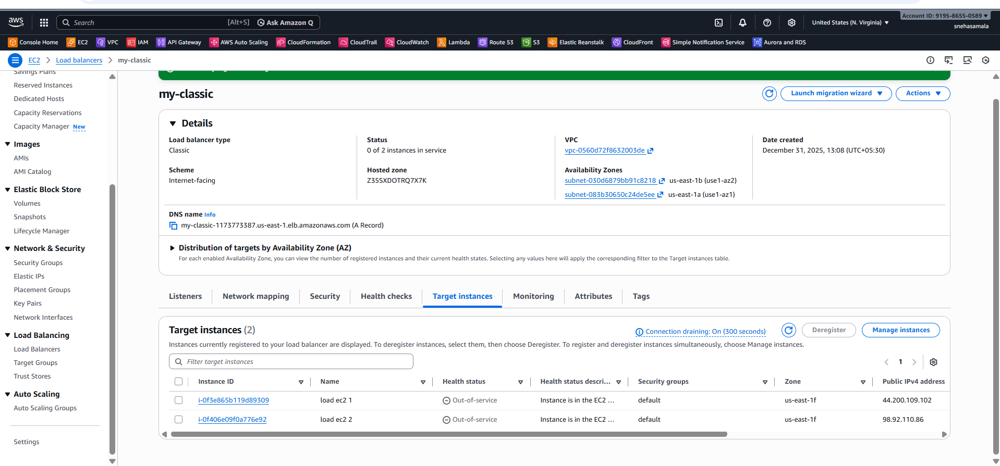 aws
Search [Alt+S] Ask Amazon Q
United States (N. Virginia)
Account ID: 9195-8655-0589
snehasamala
Console Home EC2 VPC IAM API Gateway AWS Auto Scaling CloudFormation CloudTrail CloudWatch Lambda Route 53 S3 Elastic Beanstalk CloudFront Simple Notification Service Aurora and RDS
EC2 Load balancers my-classic
Savings Plans
Reserved Instances
Dedicated Hosts
Capacity Reservations
Capacity Manager New
Images
AMIs
AMI Catalog
Elastic Block Store
Volumes
Snapshots
Lifecycle Manager
Network & Security
Security Groups
Elastic IPs
Placement Groups
Key Pairs
Network Interfaces
Load Balancing
Load Balancers
Target Groups
Trust Stores
Auto Scaling
Auto Scaling Groups
Settings
my-classic
Launch migration wizard
Actions
Details
Load balancer type
Classic
Status
0 of 2 instances in service
VPC
vpc-0560d72f8632003de
Date created
December 31, 2025, 13:08 (UTC+05:30)
Scheme
Internet-facing
Hosted zone
Z35SXDOTRQ7X7K
Availability Zones
subnet-030d6879bb91c8218 us-east-1b (use1-az2)
subnet-083b30650c24de5ee us-east-1a (use1-az1)
DNS name Info
my-classic-1173773387.us-east-1.elb.amazonaws.com (A Record)
Distribution of targets by Availability Zone (AZ)
For each enabled Availability Zone, you can view the number of registered instances and their current health states. Selecting any values here will apply the corresponding filter to the Target instances table.
Listeners Network mapping Security Health checks Target instances Monitoring Attributes Tags
Target instances (2)
Connection draining: On (300 seconds)
Deregister
Manage instances
Instances currently registered to your load balancer are displayed. To deregister instances, select them, then choose Deregister. To register and deregister instances simultaneously, choose Manage instances.
Filter target instances
1
Instance ID Name Health status Health status descri... Security groups Zone Public IPv4 address
i-0f3e865b119d89309 load ec2 1 Out-of-service Instance is in the EC2 ... default us-east-1f 44.200.109.102
i-0f406e09f0a776e92 load ec2 2 Out-of-service Instance is in the EC2 ... default us-east-1f 98.92.110.86